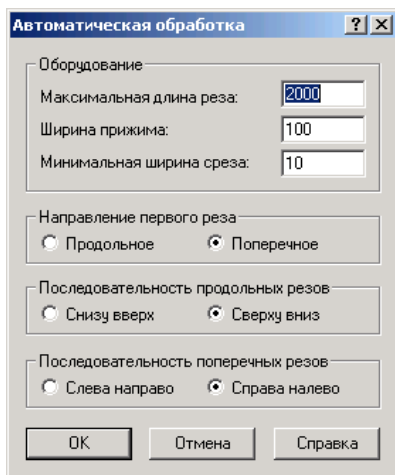 Автоматическая обработка
Оборудование
Максимальная длина реза: 2000
Ширина прижима: 100
Минимальная ширина среза: 10
Направление первого реза
Продольное Поперечное
Последовательность продольных резов
Снизу вверх Сверху вниз
Последовательность поперечных резов
Слева направо Справа налево
OK Отмена Справка